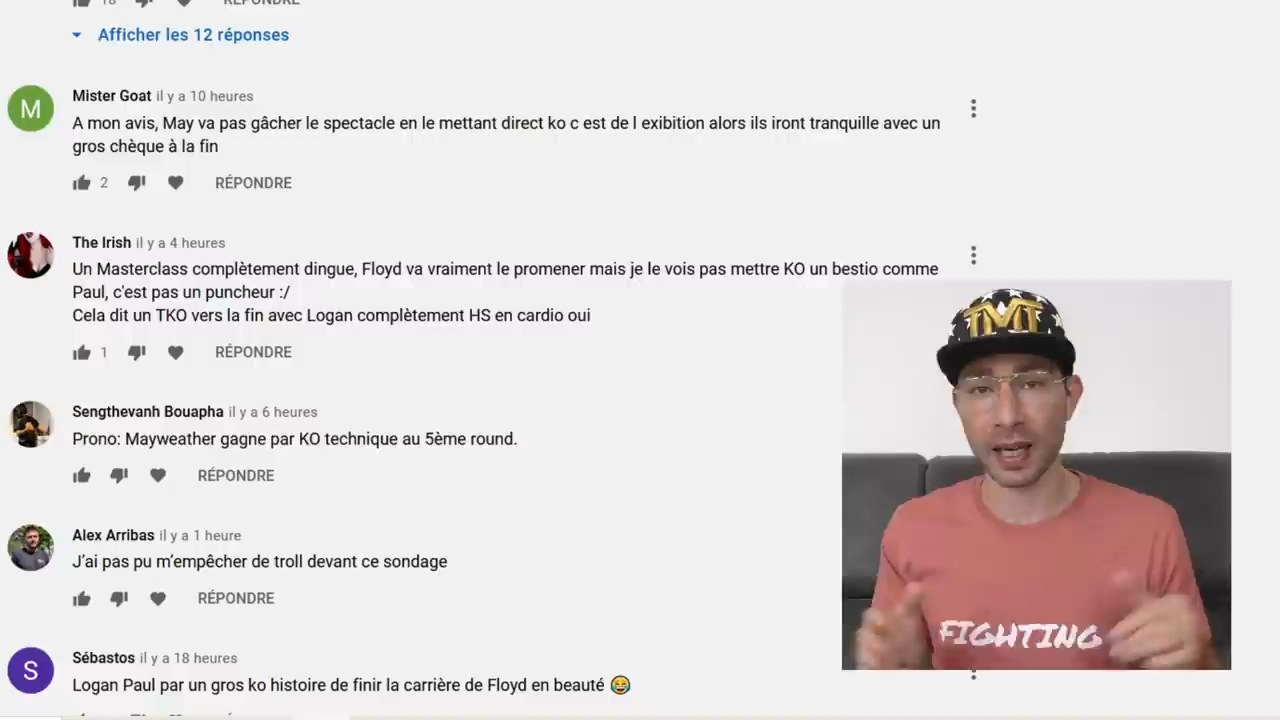 18 RÉPONDRE
Afficher les 12 réponses
M
Mister Goat il y a 10 heures
A mon avis, May va pas gâcher le spectacle en le mettant direct ko c est de l exibition alors ils iront tranquille avec un
gros chèque à la fin
2 RÉPONDRE
The Irish il y a 4 heures
Un Masterclass complètement dingue, Floyd va vraiment le promener mais je le vois pas mettre KO un bestio comme
Paul, c'est pas un puncheur :/
Cela dit un TKO vers la fin avec Logan complètement HS en cardio oui
1 RÉPONDRE
TMT
Sengthevanh Bouapha il y a 6 heures
Prono: Mayweather gagne par KO technique au 5ème round.
RÉPONDRE
Alex Arribas il y a 1 heure
J'ai pas pu m'empêcher de troll devant ce sondage
RÉPONDRE
FIGHTING
S
Sébastos il y a 18 heures
Logan Paul par un gros ko histoire de finir la carrière de Floyd en beauté 😂